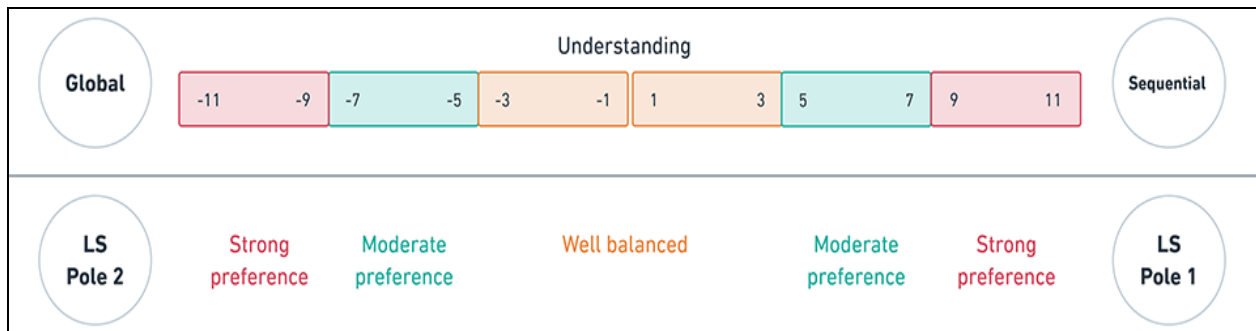 Understanding
Global
-11 -9 -7 -5 -3 -1 1 3 5 7 9 11
Sequential
LS
Pole 2
Strong
preference
Moderate
preference
Well balanced
Moderate
preference
Strong
preference
LS
Pole 1